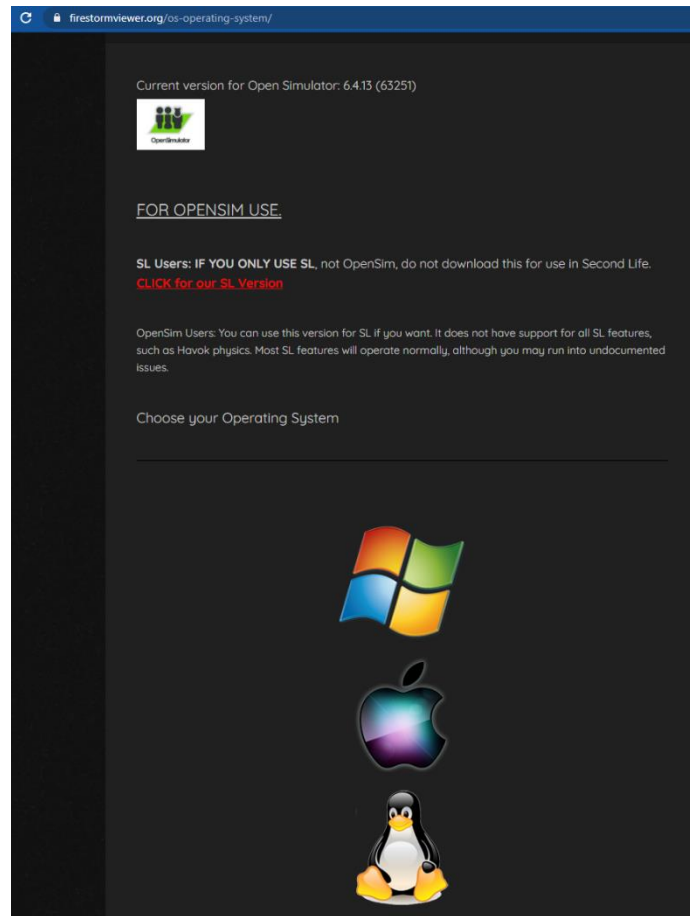 firestormviewer.org/os-operating-system/
Current version for Open Simulator: 6.4.13 (63251)
OpenSimulator
FOR OPENSIM USE.
SL Users: IF YOU ONLY USE SL, not OpenSim, do not download this for use in Second Life.
CLICK for our SL Version
OpenSim Users: You can use this version for SL if you want. It does not have support for all SL features,
such as Havok physics. Most SL features will operate normally, although you may run into undocumented
issues.
Choose your Operating System